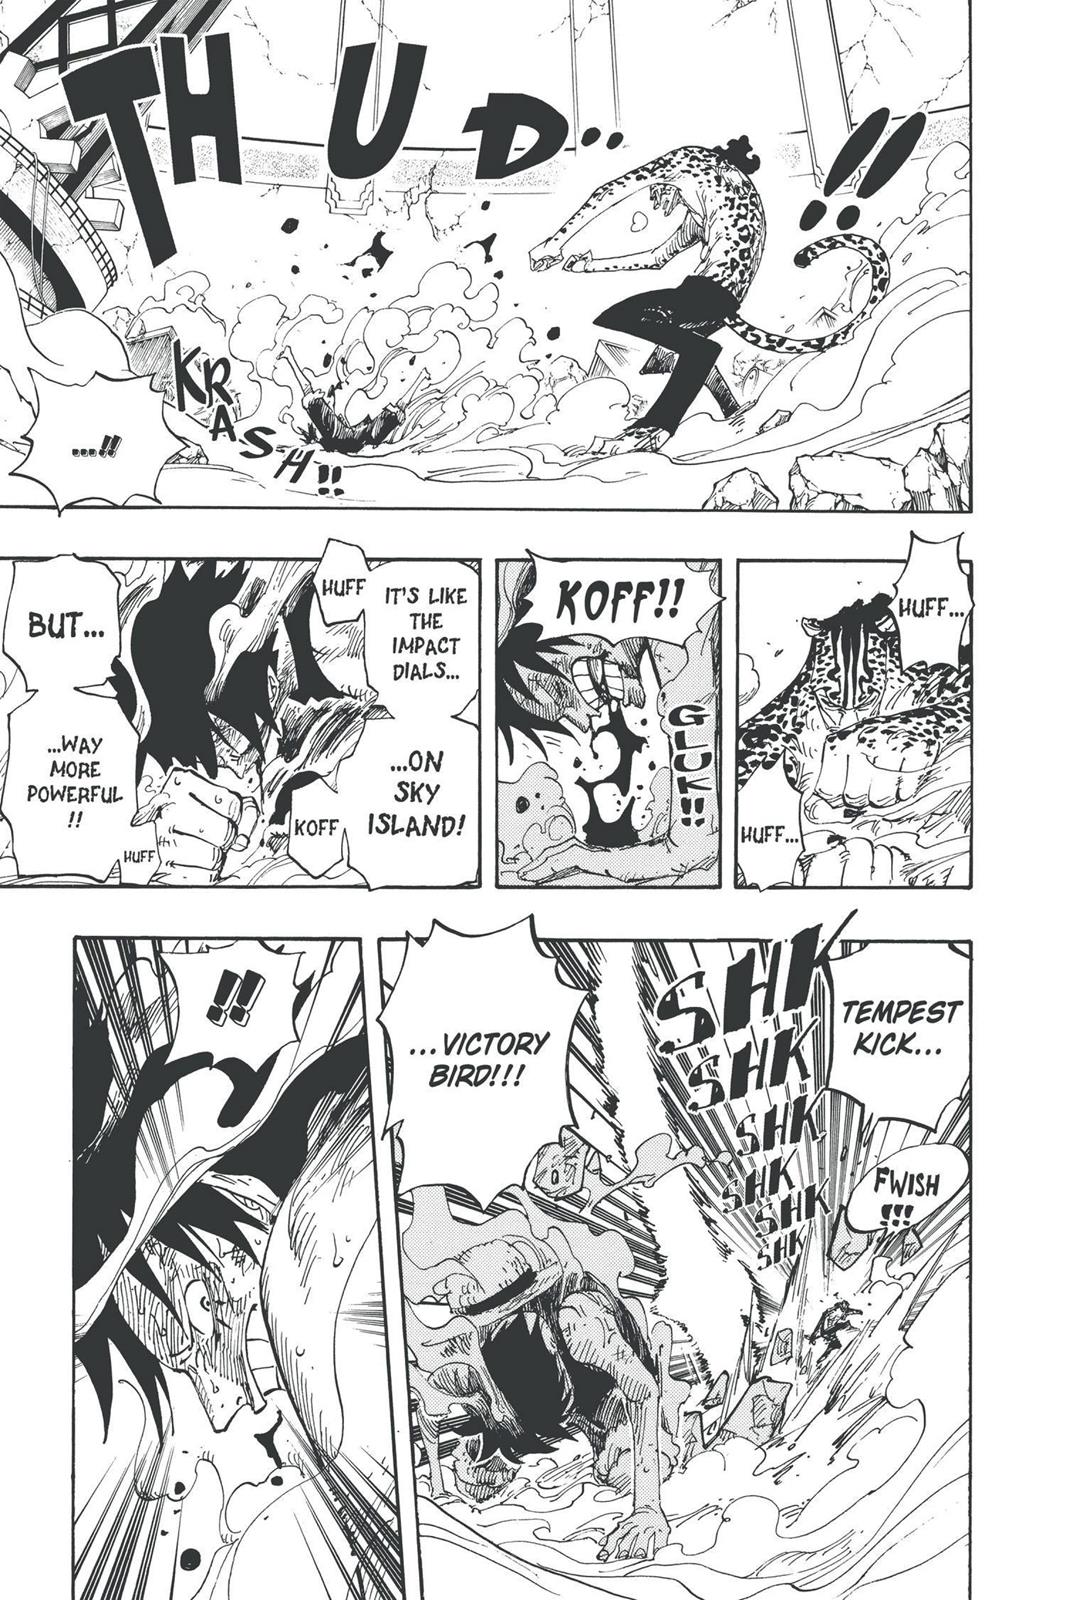 THUD..
!!
KRASH!!
...!!
HUFF...
HUFF...
KOFF!!
GLUK!!
HUFF
IT'S LIKE
THE
IMPACT
DIALS...
...ON
SKY
ISLAND!
KOFF
BUT...
...WAY
MORE
POWERFUL
!!
HUFF
TEMPEST
KICK...
FWISH
!!!
SHK
SHK
SHK
SHK
SHK
SHK
...VICTORY
BIRD!!!
!!